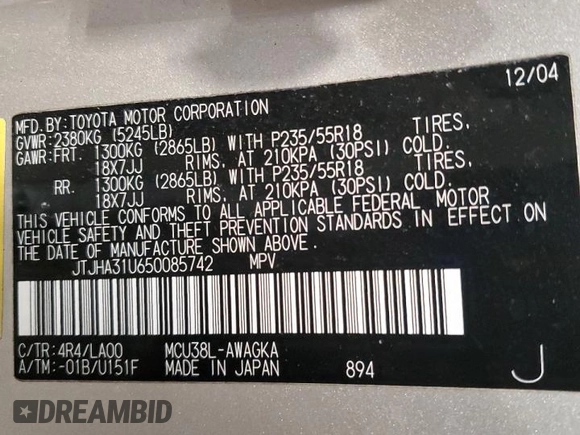 12/04
MFD.BY:TOYOTA MOTOR CORPORATION
GVWR:2380KG (5245LB)
GAWR:FRT. 1300KG (2865LB) WITH P235/55R18 TIRES,
18X7JJ RIMS, AT 210KPA (30PSI) COLD.
RR. 1300KG (2865LB) WITH P235/55R18 TIRES,
18X7JJ RIMS, AT 210KPA (30PSI) COLD.
THIS VEHICLE CONFORMS TO ALL APPLICABLE FEDERAL MOTOR
VEHICLE SAFETY AND THEFT PREVENTION STANDARDS IN EFFECT ON
THE DATE OF MANUFACTURE SHOWN ABOVE.
JTJHA31U650085742 MPV
C/TR: 4R4/LA00 MCU38L-AWAGKA
A/TM:-01B/U151F MADE IN JAPAN 894 J
DREAMBID